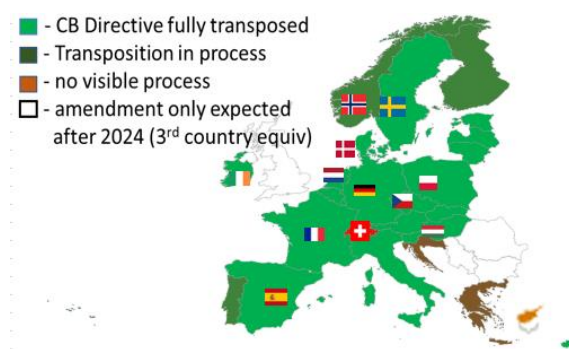 - CB Directive fully transposed
- Transposition in process
- no visible process
- amendment only expected
after 2024 (3rd country equiv)